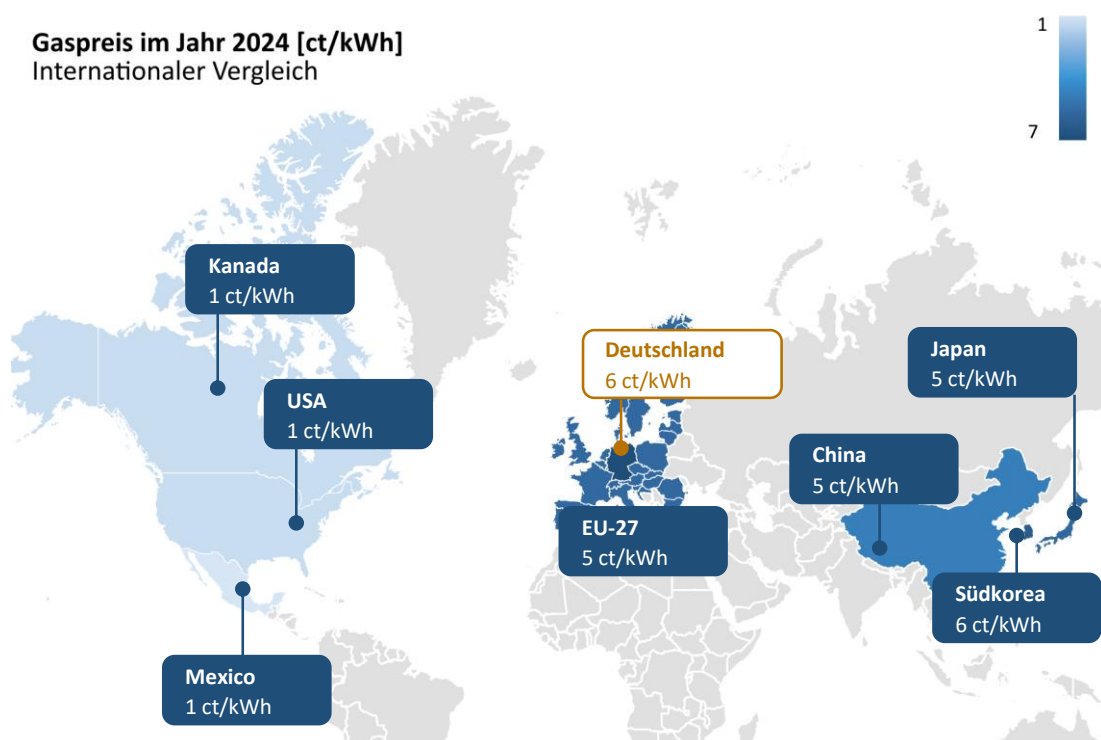 Gaspreis im Jahr 2024 [ct/kWh]
Internationaler Vergleich
1
7
Kanada
1 ct/kWh
USA
1 ct/kWh
Mexico
1 ct/kWh
Deutschland
6 ct/kWh
EU-27
5 ct/kWh
China
5 ct/kWh
Japan
5 ct/kWh
Südkorea
6 ct/kWh